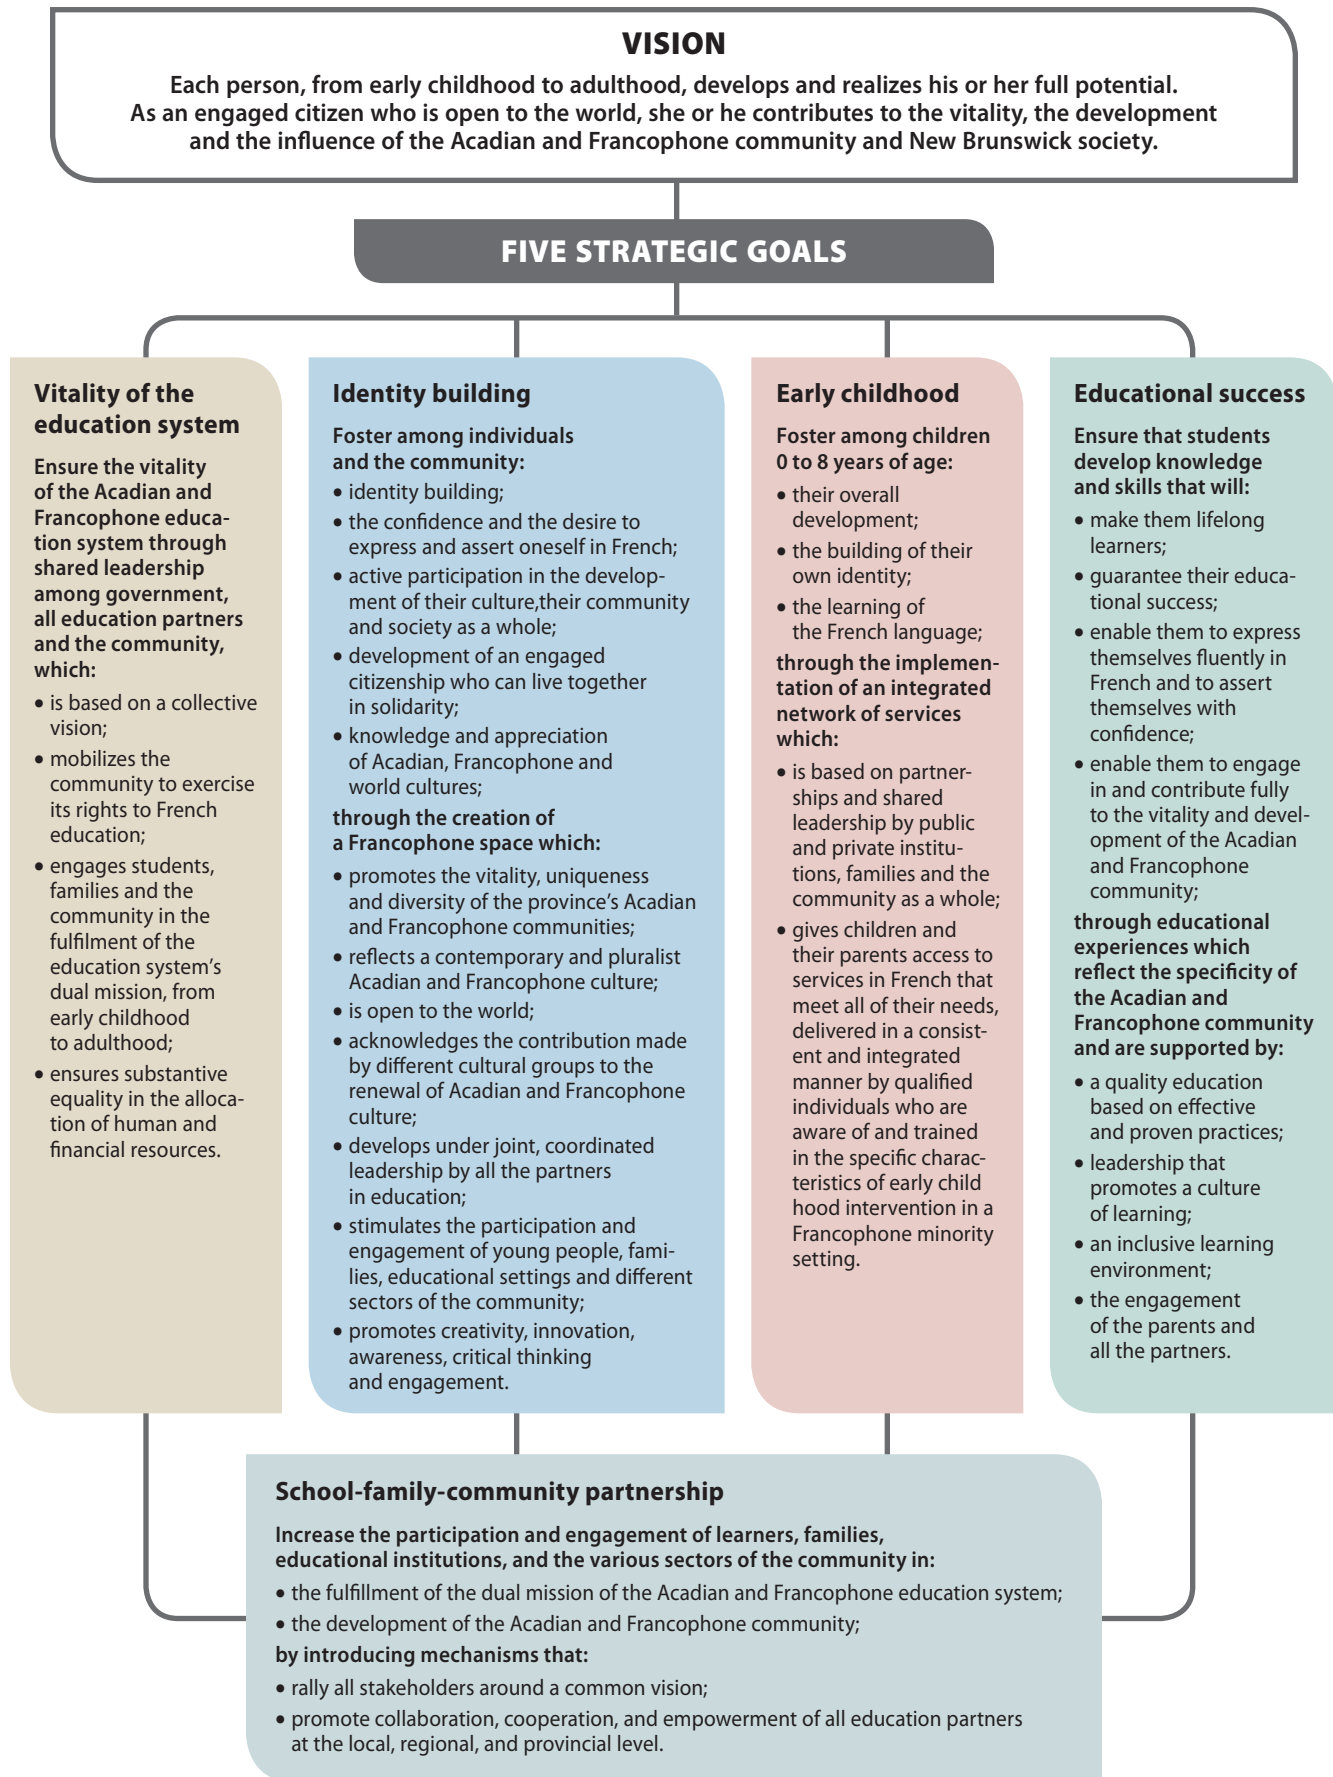 VISION
Each person, from early childhood to adulthood, develops and realizes his or her full potential.
As an engaged citizen who is open to the world, she or he contributes to the vitality, the development
and the influence of the Acadian and Francophone community and New Brunswick society.
FIVE STRATEGIC GOALS
Vitality of the
education system
Ensure the vitality
of the Acadian and
Francophone educa-
tion system through
shared leadership
among government,
all education partners
and the community,
which:
• is based on a collective
vision;
• mobilizes the
community to exercise
its rights to French
education;
• engages students,
families and the
community in the
fulfilment of the
education system's
dual mission, from
early childhood
to adulthood;
• ensures substantive
equality in the alloca-
tion of human and
financial resources.
Identity building
Foster among individuals
and the community:
• identity building;
• the confidence and the desire to
express and assert oneself in French;
• active participation in the develop-
ment of their culture,their community
and society as a whole;
• development of an engaged
citizenship who can live together
in solidarity;
• knowledge and appreciation
of Acadian, Francophone and
world cultures;
through the creation of
a Francophone space which:
• promotes the vitality, uniqueness
and diversity of the province's Acadian
and Francophone communities;
• reflects a contemporary and pluralist
Acadian and Francophone culture;
• is open to the world;
• acknowledges the contribution made
by different cultural groups to the
renewal of Acadian and Francophone
culture;
• develops under joint, coordinated
leadership by all the partners
in education;
• stimulates the participation and
engagement of young people, fami-
lies, educational settings and different
sectors of the community;
• promotes creativity, innovation,
awareness, critical thinking
and engagement.
Early childhood
Foster among children
0 to 8 years of age:
• their overall
development;
• the building of their
own identity;
• the learning of
the French language;
through the implemen-
tation of an integrated
network of services
which:
• is based on partner-
ships and shared
leadership by public
and private institu-
tions, families and the
community as a whole;
• gives children and
their parents access to
services in French that
meet all of their needs,
delivered in a consist-
ent and integrated
manner by qualified
individuals who are
aware of and trained
in the specific charac-
teristics of early child
hood intervention in a
Francophone minority
setting.
Educational success
Ensure that students
develop knowledge
and skills that will:
• make them lifelong
learners;
• guarantee their educa-
tional success;
• enable them to express
themselves fluently in
French and to assert
themselves with
confidence;
• enable them to engage
in and contribute fully
to the vitality and devel-
opment of the Acadian
and Francophone
community;
through educational
experiences which
reflect the specificity of
the Acadian and
Francophone community
and are supported by:
• a quality education
based on effective
and proven practices;
• leadership that
promotes a culture
of learning;
• an inclusive learning
environment;
• the engagement
of the parents and
all the partners.
School-family-community partnership
Increase the participation and engagement of learners, families,
educational institutions, and the various sectors of the community in:
• the fulfillment of the dual mission of the Acadian and Francophone education system;
• the development of the Acadian and Francophone community;
by introducing mechanisms that:
• rally all stakeholders around a common vision;
• promote collaboration, cooperation, and empowerment of all education partners
at the local, regional, and provincial level.